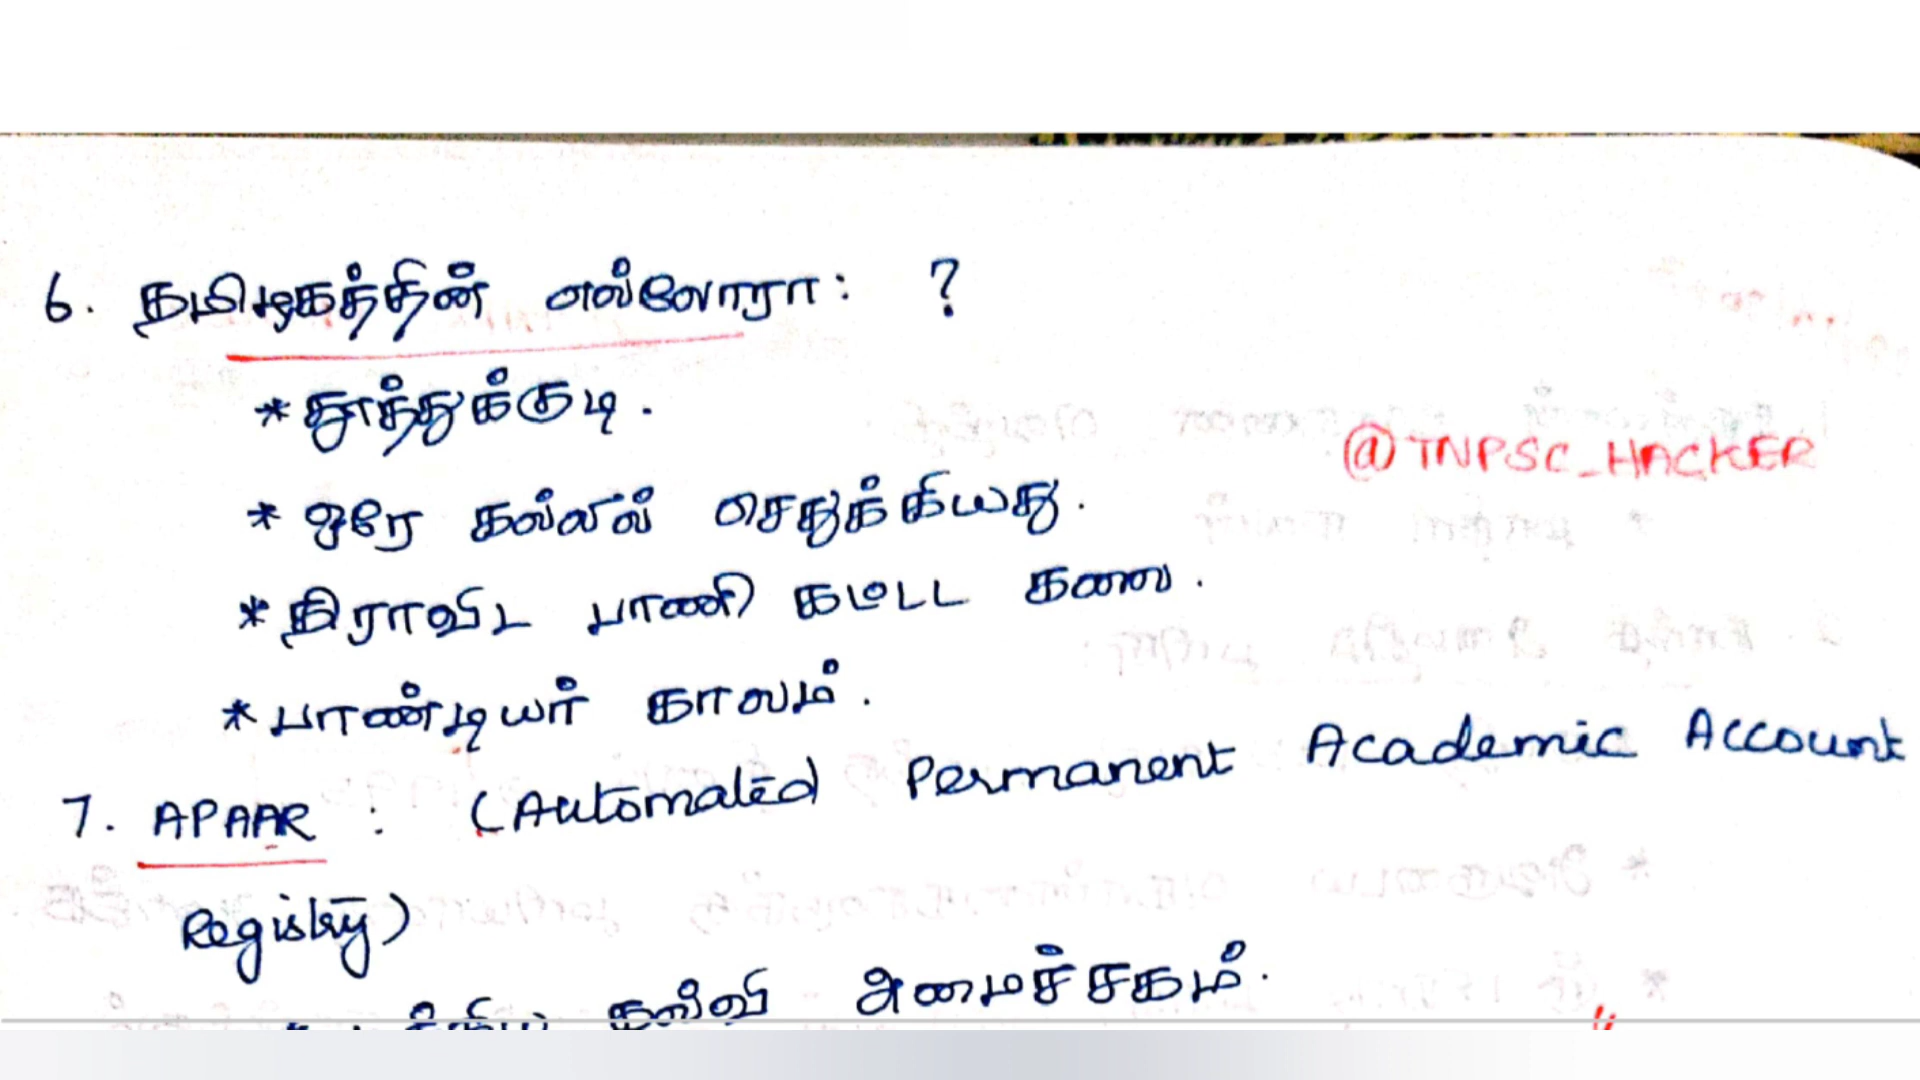 6. தமிழகத்தின் எல்லோரா: ?
* தூத்துக்குடி.
@TNPSC_HACKER
* ஒரே கல்லில் செதுக்கியது.
* திராவிட பாணி கட்டட கலை.
* பாண்டியர் காலம்.
7. APAAR : (Automated Permanent Academic Account
Registry)
* கல்வி அமைச்சகம்.